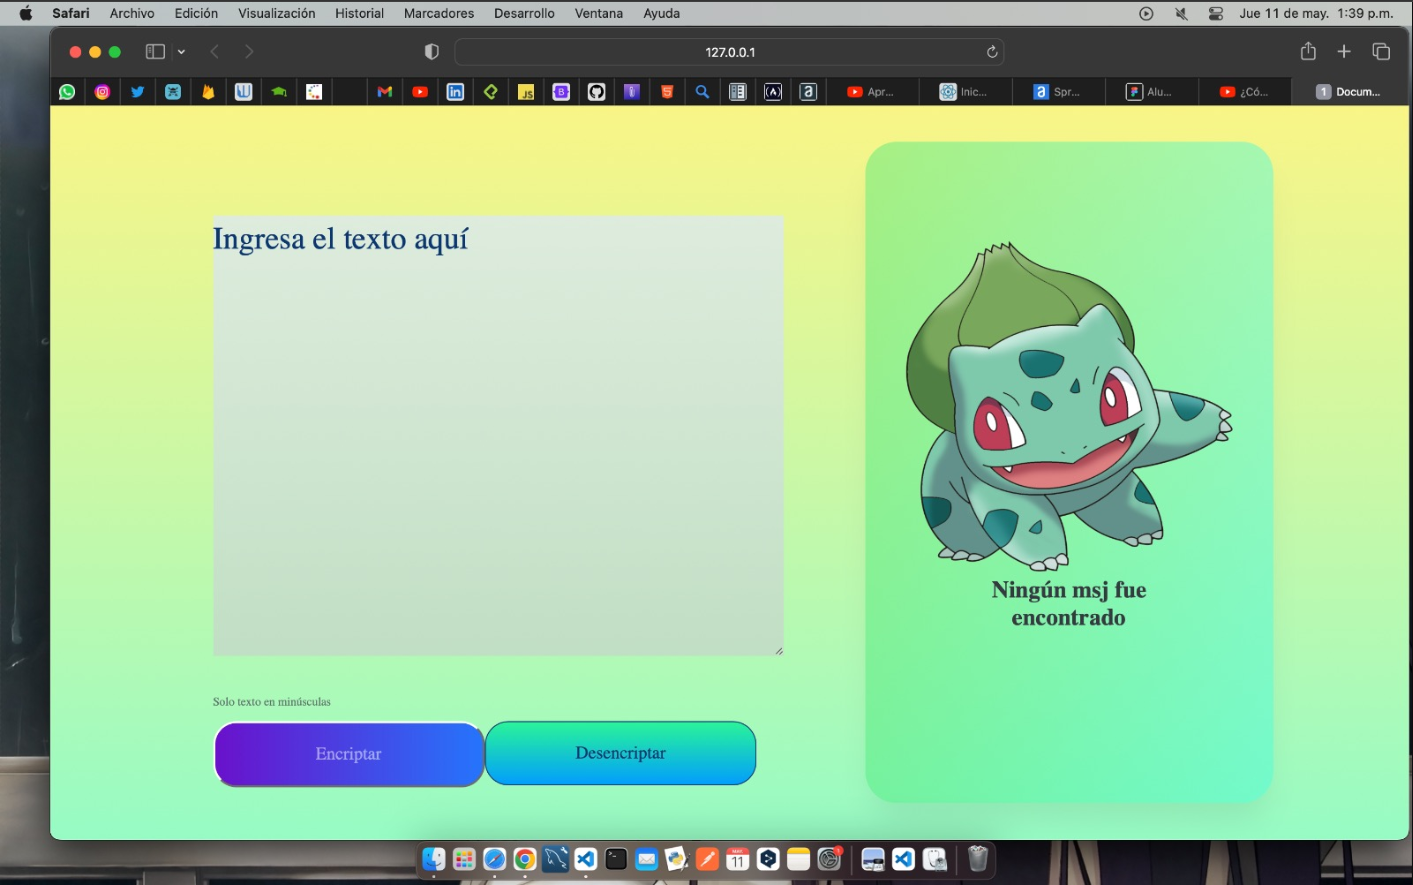 Safari Archivo Edición Visualización Historial Marcadores Desarrollo Ventana Ayuda Jue 11 de may. 1:39 p.m.
127.0.0.1
Apr... Inic... Spr... Alu... ¿Có... 1 Docum...
Ingresa el texto aquí
Ningún msj fue
encontrado
Solo texto en minúsculas
Encriptar Desencriptar